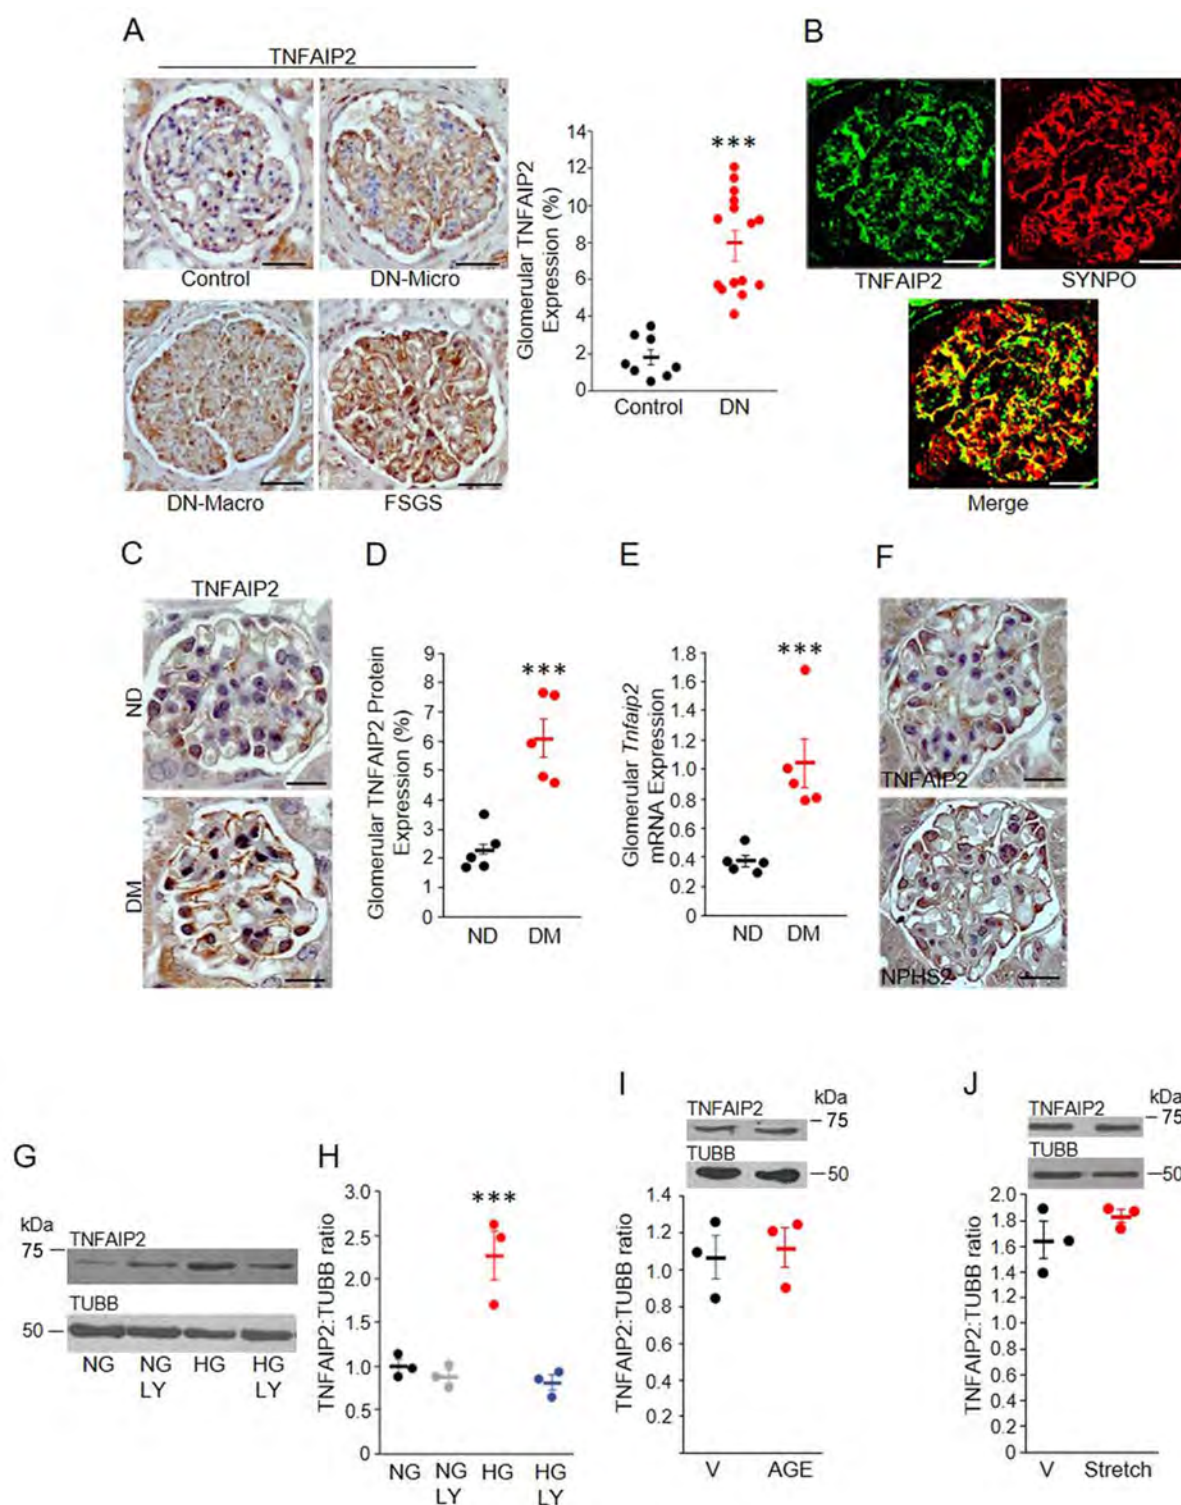 A
TNFAIP2
Control
DN-Micro
DN-Macro
FSGS
Glomerular TNFAIP2
Expression (%)
14
12
10
8
6
4
2
0
***
Control
DN
B
TNFAIP2
SYNPO
Merge
C
TNFAIP2
ND
DM
D
Glomerular TNFAIP2 Protein
Expression (%)
9
8
7
6
5
4
3
2
1
0
***
ND
DM
E
Glomerular Tnfaip2
mRNA Expression
1.8
1.6
1.4
1.2
1.0
0.8
0.6
0.4
0.2
0
***
ND
DM
F
TNFAIP2
NPHS2
G
kDa
75
TNFAIP2
TUBB
50
NG
NG
LY
HG
HG
LY
H
TNFAIP2:TUBB ratio
3.0
2.5
2.0
1.5
1.0
0.5
0
***
NG
NG
LY
HG
HG
LY
I
kDa
TNFAIP2
75
TUBB
50
TNFAIP2:TUBB ratio
1.4
1.2
1.0
0.8
0.6
0.4
0.2
0
V
AGE
J
kDa
TNFAIP2
75
TUBB
50
TNFAIP2:TUBB ratio
2.0
1.8
1.6
1.4
1.2
1.0
0.8
0.6
0.4
0.2
0
V
Stretch